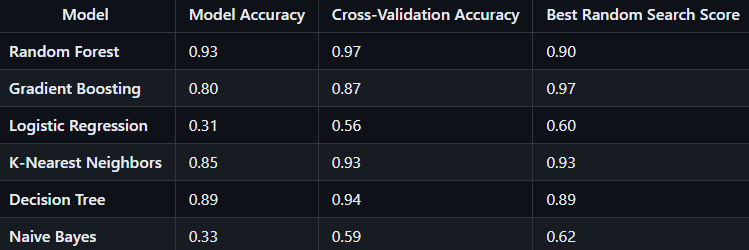 Model Model Accuracy Cross-Validation Accuracy Best Random Search Score
Random Forest 0.93 0.97 0.90
Gradient Boosting 0.80 0.87 0.97
Logistic Regression 0.31 0.56 0.60
K-Nearest Neighbors 0.85 0.93 0.93
Decision Tree 0.89 0.94 0.89
Naive Bayes 0.33 0.59 0.62